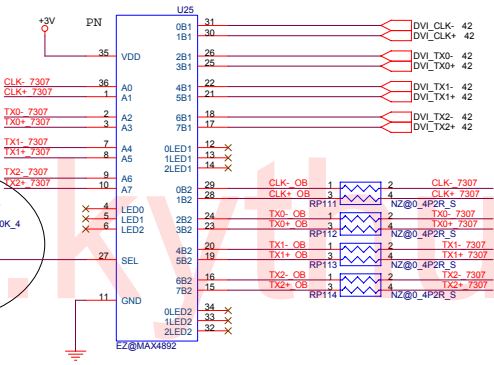 U25
+3V
PN
35 VDD
0B1 31 DVI_CLK- 42
1B1 30 DVI_CLK+ 42
2B1 26 DVI_TX0- 42
3B1 25 DVI_TX0+ 42
CLK-_7307 36 A0 4B1 22 DVI_TX1- 42
CLK+_7307 1 A1 5B1 21 DVI_TX1+ 42
TX0-_7307 2 A2 6B1 18 DVI_TX2- 42
TX0+_7307 3 A3 7B1 17 DVI_TX2+ 42
TX1-_7307 7 A4 0LED1 12
TX1+_7307 8 A5 1LED1 13
2LED1 14
TX2-_7307 9 A6
TX2+_7307 10 A7 0B2 29 CLK-_OB 1 2 CLK-_7307
1B2 28 CLK+_OB 3 4 CLK+_7307
RP111 NZ@0_4P2R_S
4 LED0
5 LED1 2B2 24 TX0-_OB 1 2 TX0-_7307
6 LED2 3B2 23 TX0+_OB 3 4 TX0+_7307
0K_4
RP112 NZ@0_4P2R_S
4B2 20 TX1-_OB 1 2 TX1-_7307
27 SEL 5B2 19 TX1+_OB 3 4 TX1+_7307
RP113 NZ@0_4P2R_S
6B2 16 TX2-_OB 1 2 TX2-_7307
7B2 15 TX2+_OB 3 4 TX2+_7307
RP114 NZ@0_4P2R_S
11 GND
0LED2 34
1LED2 33
2LED2 32
EZ@MAX4892